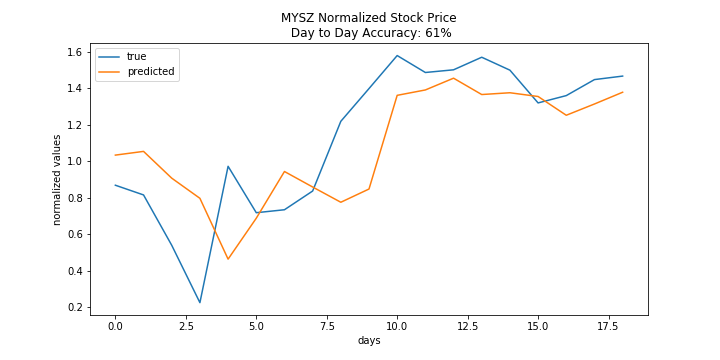 MYSZ Normalized Stock Price
Day to Day Accuracy: 61%
true
predicted
normalized values
1.6
1.4
1.2
1.0
0.8
0.6
0.4
0.2
0.0
2.5
5.0
7.5
10.0
12.5
15.0
17.5
days